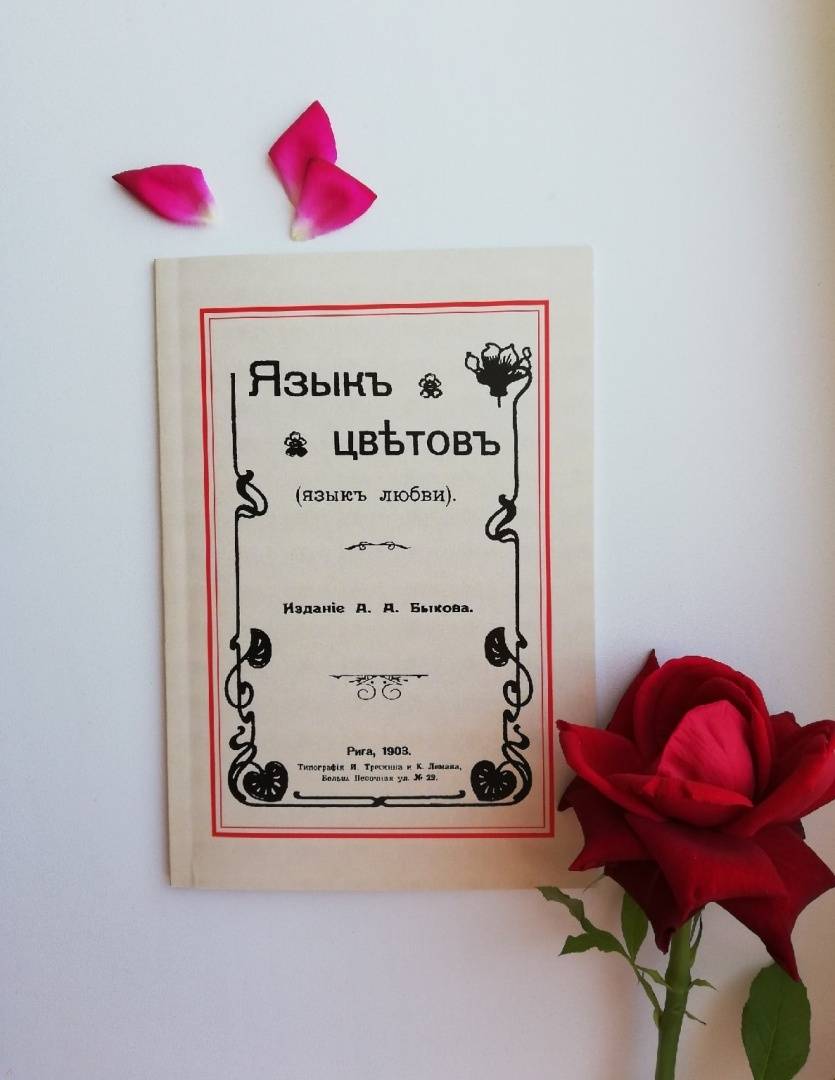 Языкъ
цвѣтовъ
(языкъ любви).
Изданіе А. А. Быкова.
Рига, 1903.
Типографія И. Трескина и К. Лемана,
Больш. Песочная ул. № 29.